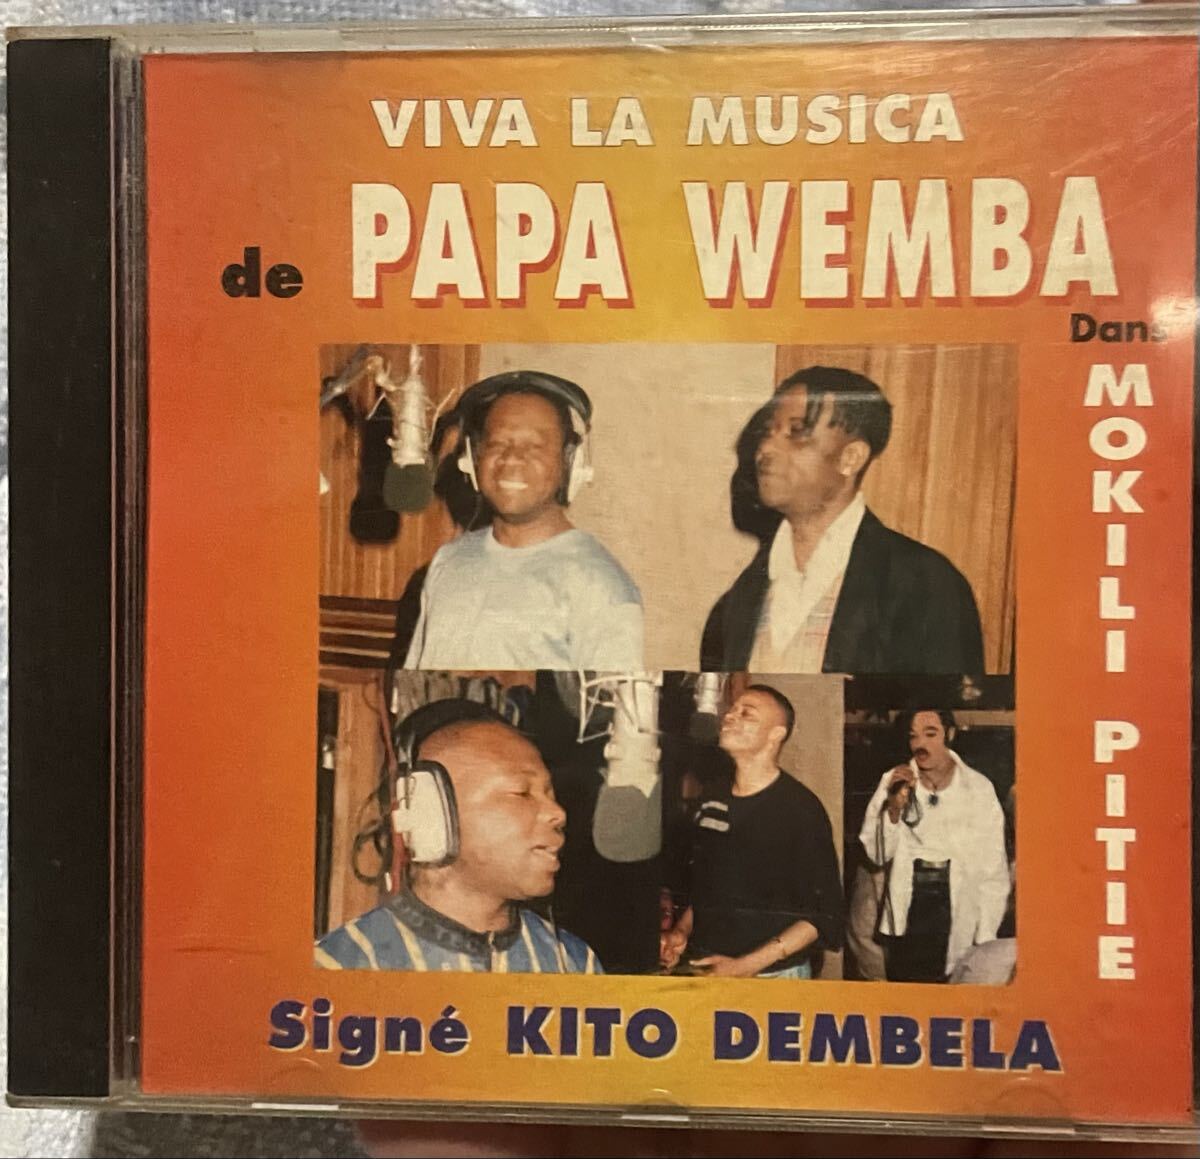 VIVA LA MUSICA
de PAPA WEMBA
Dans
MOKILI PITIE
Signé KITO DEMBELA